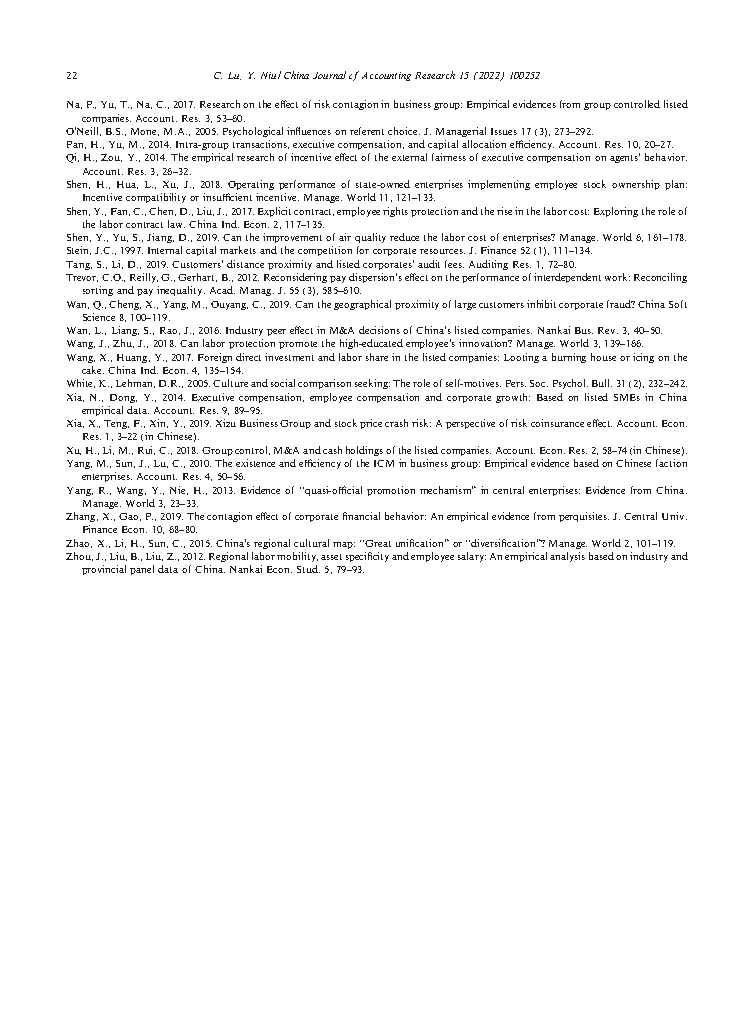 22 C. Lu, Y. Niu / China Journal of Accounting Research 15 (2022) 100252
Na, P., Yu, T., Na, C., 2017. Research on the effect of risk contagion in business group: Empirical evidences from group controlled listed
companies. Account. Res. 3, 53–60.
O'Neill, B.S., Mone, M.A., 2005. Psychological influences on referent choice. J. Managerial Issues 17 (3), 273–292.
Pan, H., Yu, M., 2014. Intra-group transactions, executive compensation, and capital allocation efficiency. Account. Res. 10, 20–27.
Qi, H., Zou, Y., 2014. The empirical research of incentive effect of the external fairness of executive compensation on agents' behavior.
Account. Res. 3, 26–32.
Shen, H., Hua, L., Xu, J., 2018. Operating performance of state-owned enterprises implementing employee stock ownership plan:
Incentive compatibility or insufficient incentive. Manage. World 11, 121–133.
Shen, Y., Fan, C., Chen, D., Liu, J., 2017. Explicit contract, employee rights protection and the rise in the labor cost: Exploring the role of
the labor contract law. China Ind. Econ. 2, 117–135.
Shen, Y., Yu, S., Jiang, D., 2019. Can the improvement of air quality reduce the labor cost of enterprises? Manage. World 6, 161–178.
Stein, J.C., 1997. Internal capital markets and the competition for corporate resources. J. Finance 52 (1), 111–134.
Tang, S., Li, D., 2019. Customers' distance proximity and listed corporates' audit fees. Auditing Res. 1, 72–80.
Trevor, C.O., Reilly, G., Gerhart, B., 2012. Reconsidering pay dispersion's effect on the performance of interdependent work: Reconciling
sorting and pay inequality. Acad. Manag. J. 55 (3), 585–610.
Wan, Q., Cheng, X., Yang, M., Ouyang, C., 2019. Can the geographical proximity of large customers inhibit corporate fraud? China Soft
Science 8, 100–119.
Wan, L., Liang, S., Rao, J., 2016. Industry peer effect in M&A decisions of China's listed companies. Nankai Bus. Rev. 3, 40–50.
Wang, J., Zhu, J., 2018. Can labor protection promote the high-educated employee's innovation? Manage. World 3, 139–166.
Wang, X., Huang, Y., 2017. Foreign direct investment and labor share in the listed companies: Looting a burning house or icing on the
cake. China Ind. Econ. 4, 135–154.
White, K., Lehman, D.R., 2005. Culture and social comparison seeking: The role of self-motives. Pers. Soc. Psychol. Bull. 31 (2), 232–242.
Xia, N., Dong, Y., 2014. Executive compensation, employee compensation and corporate growth: Based on listed SMEs in China
empirical data. Account. Res. 9, 89–95.
Xia, X., Teng, F., Xin, Y., 2019. Xizu Business Group and stock price crash risk: A perspective of risk coinsurance effect. Account. Econ.
Res. 1, 3–22 (in Chinese).
Xu, H., Li, M., Rui, C., 2018. Group control, M&A and cash holdings of the listed companies. Account. Econ. Res. 2, 58–74 (in Chinese).
Yang, M., Sun, J., Lu, C., 2010. The existence and efficiency of the ICM in business group: Empirical evidence based on Chinese faction
enterprises. Account. Res. 4, 50–56.
Yang, R., Wang, Y., Nie, H., 2013. Evidence of “quasi-official promotion mechanism” in central enterprises: Evidence from China.
Manage. World 3, 23–33.
Zhang, X., Gao, P., 2019. The contagion effect of corporate financial behavior: An empirical evidence from perquisites. J. Central Univ.
Finance Econ. 10, 68–80.
Zhao, X., Li, H., Sun, C., 2015. China's regional cultural map: “Great unification” or “diversification”? Manage. World 2, 101–119.
Zhou, J., Liu, B., Liu, Z., 2012. Regional labor mobility, asset specificity and employee salary: An empirical analysis based on industry and
provincial panel data of China. Nankai Econ. Stud. 5, 79–93.